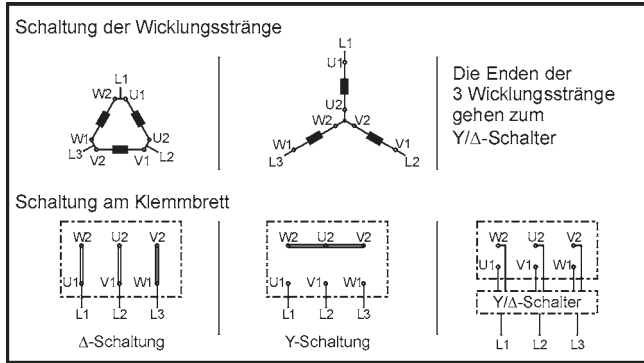 Schaltung der Wicklungsstränge
L1
W2 U1
W1 U2
L3 V2 V1 L2
L1
U1
U2
W2 V2
W1 V1
L3 L2
Die Enden der
3 Wicklungsstränge
gehen zum
Y/Δ-Schalter
Schaltung am Klemmbrett
W2 U2 V2
U1 V1 W1
L1 L2 L3
Δ-Schaltung
W2 U2 V2
U1 V1 W1
L1 L2 L3
Y-Schaltung
W2 U2 V2
U1 V1 W1
Y/Δ-Schalter
L1 L2 L3